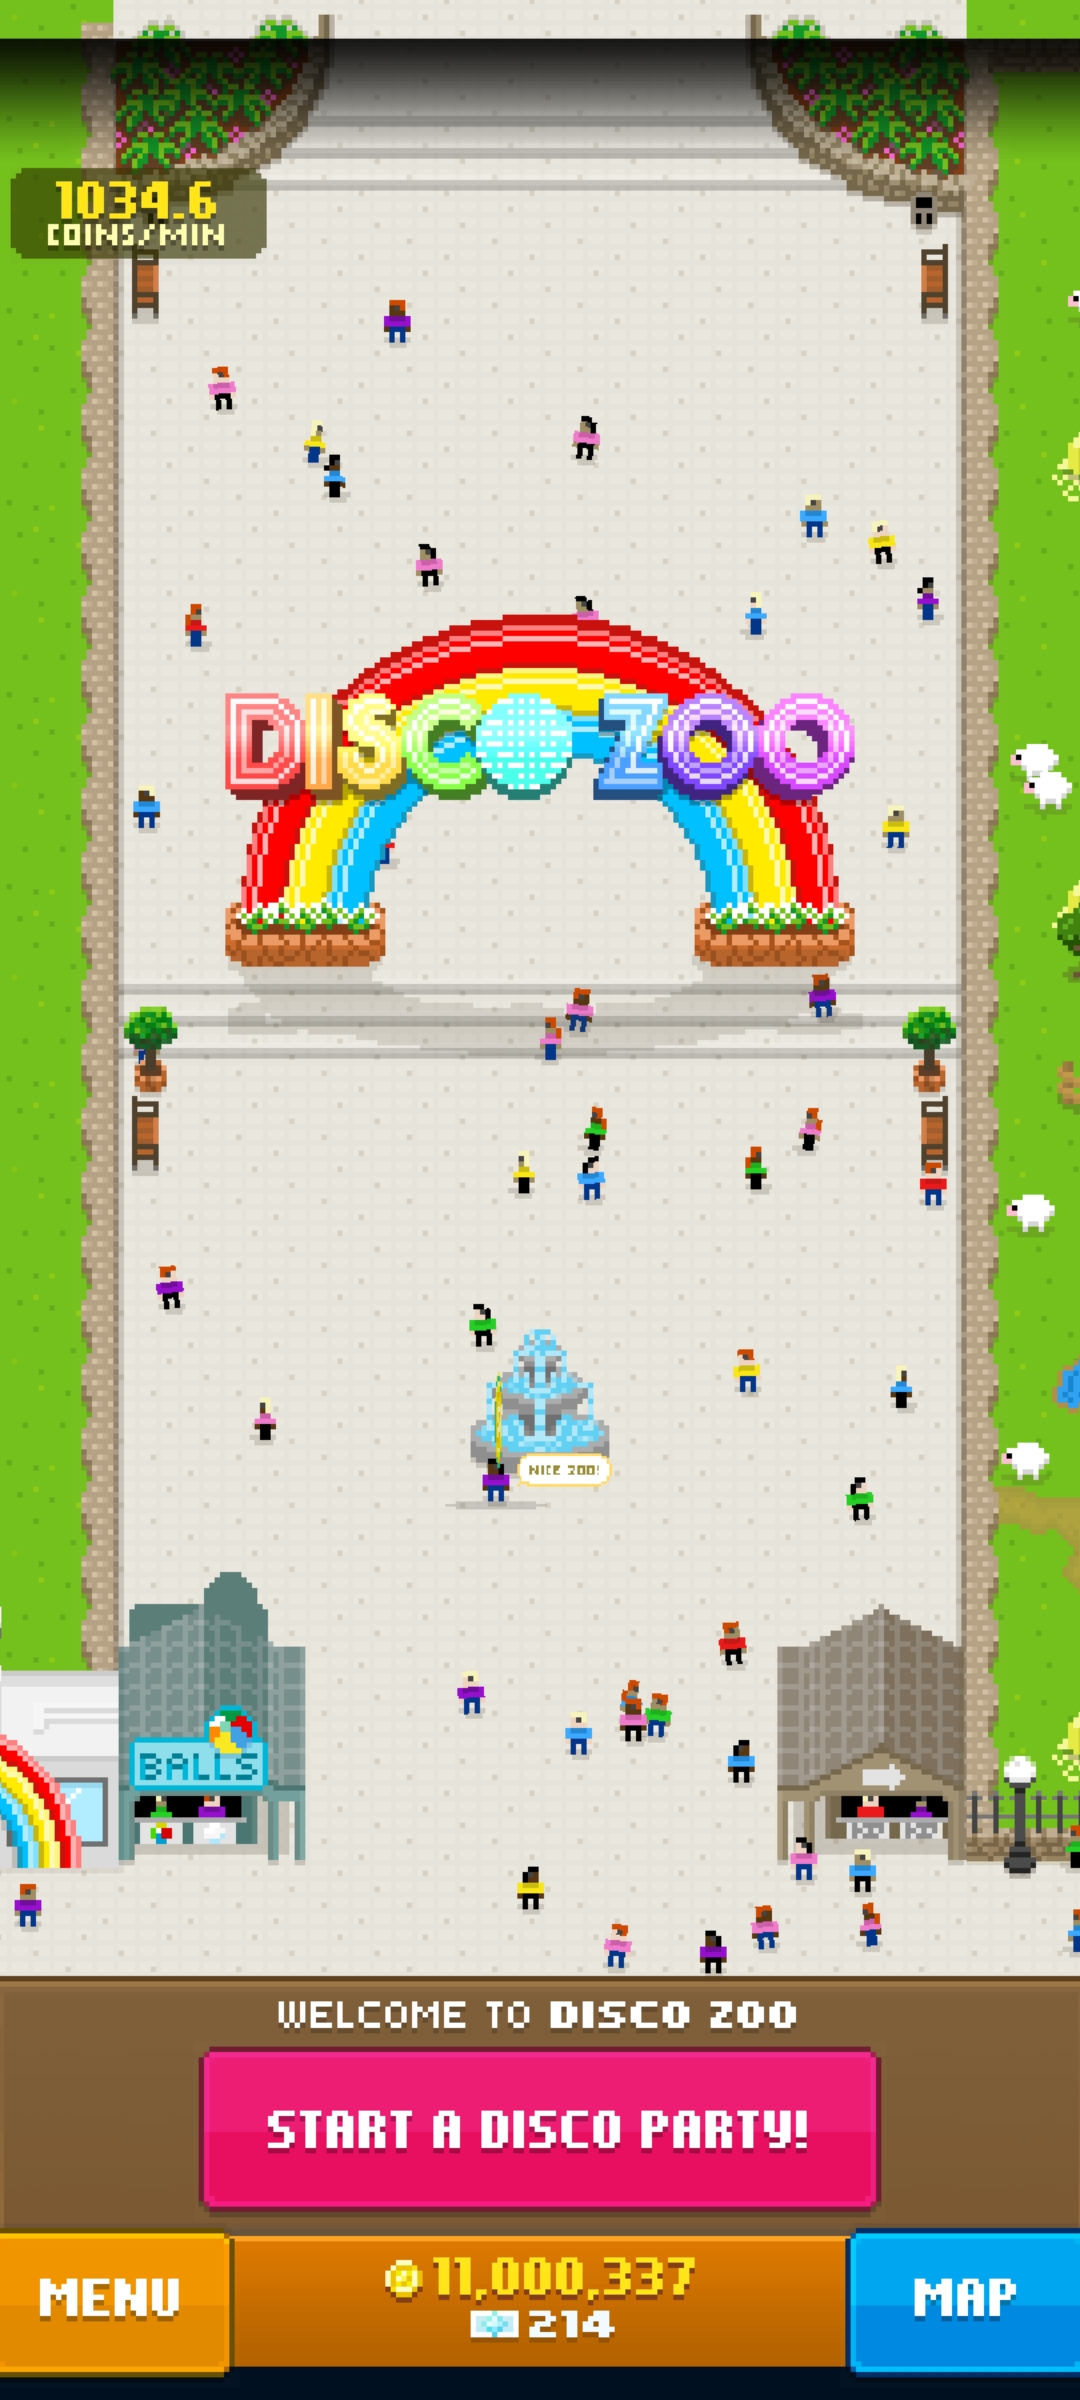 1034.6
COINS/MIN
DISCO ZOO
NICE ZOO!
BALLS
WELCOME TO DISCO ZOO
START A DISCO PARTY!
MENU
11,000,337
214
MAP